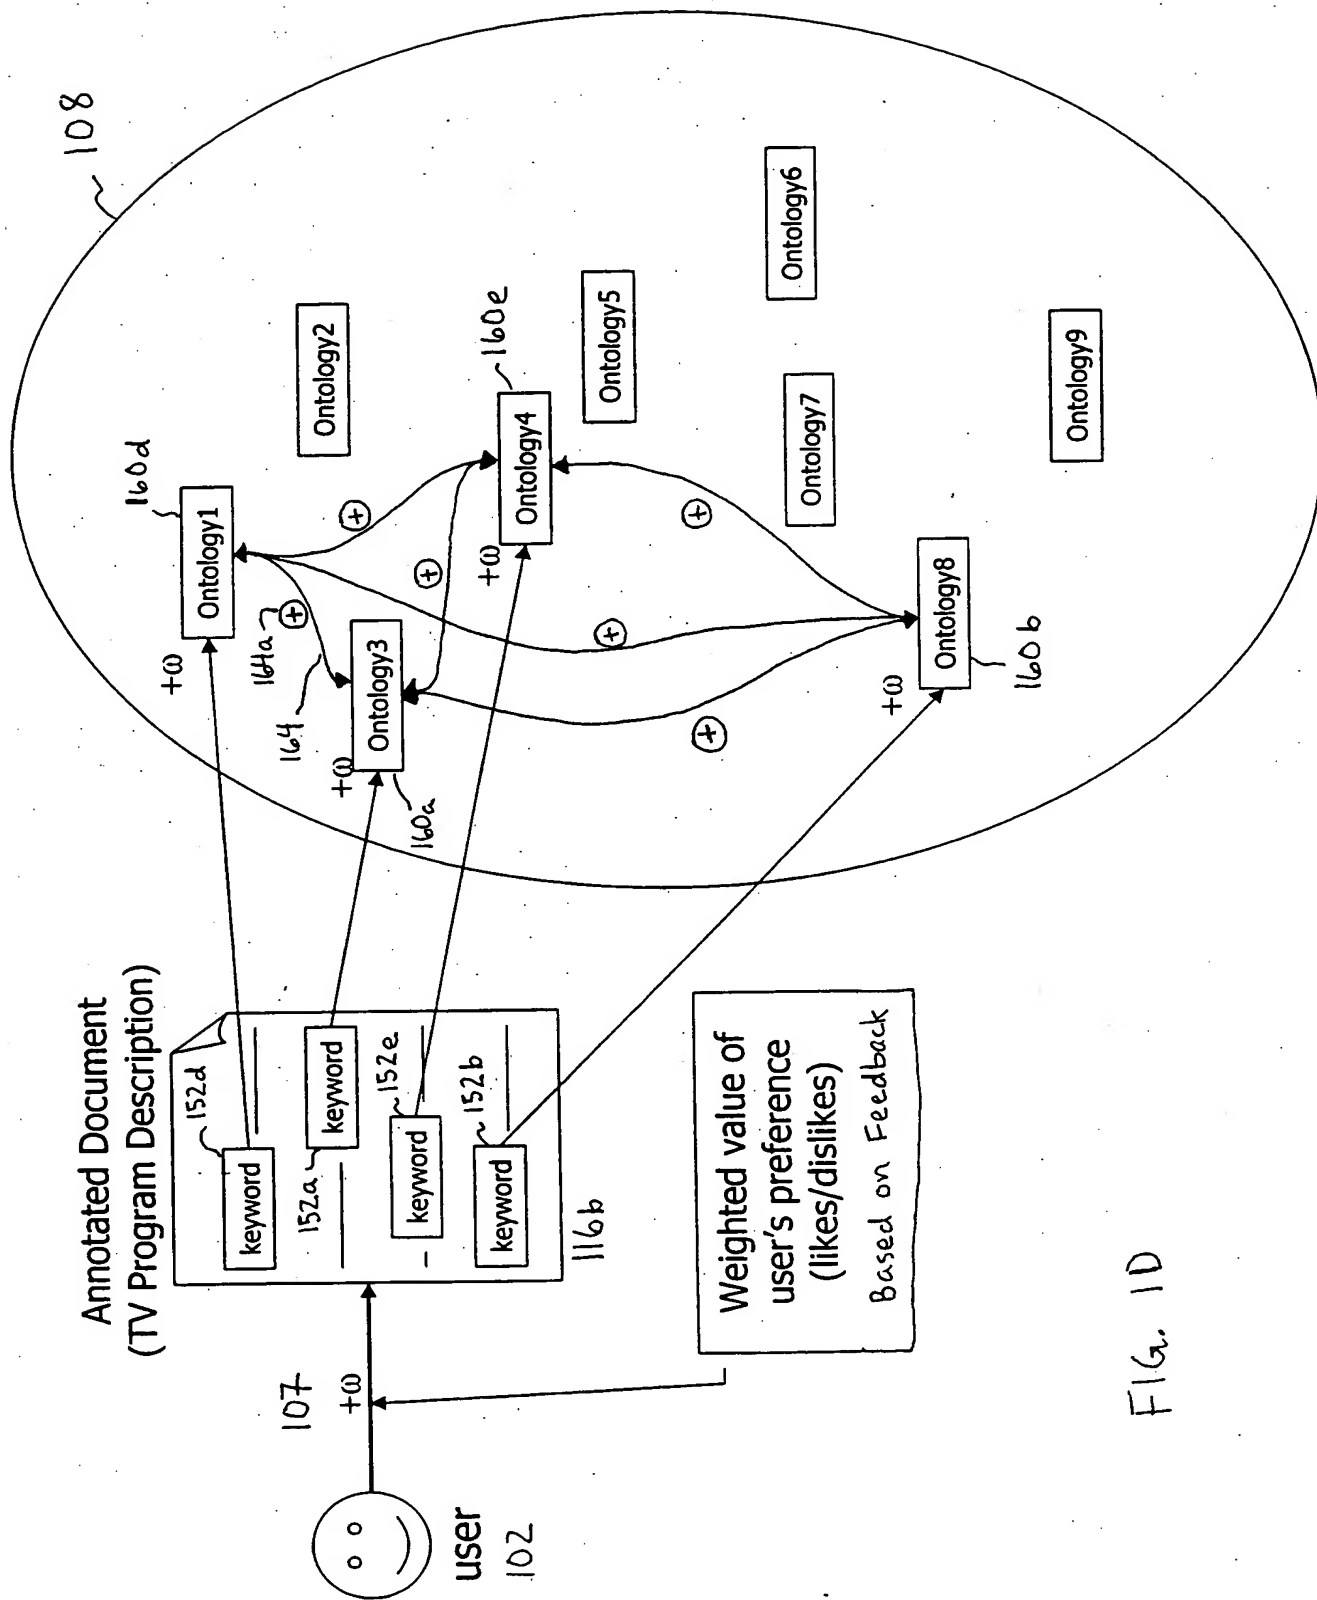 Annotated Document
(TV Program Description)
108
160d
+ω
Ontology1
Ontology2
152d
keyword
164a
+
+
164
+ω
Ontology3
160a
152a
keyword
+
+ω
Ontology4
160e
152e
keyword
Ontology5
152b
keyword
116b
+
+
+
Ontology6
Ontology7
+ω
Ontology8
160b
Ontology9
107
+ω
user
102
Weighted value of
user's preference
(likes/dislikes)
Based on Feedback
FIG. 1D